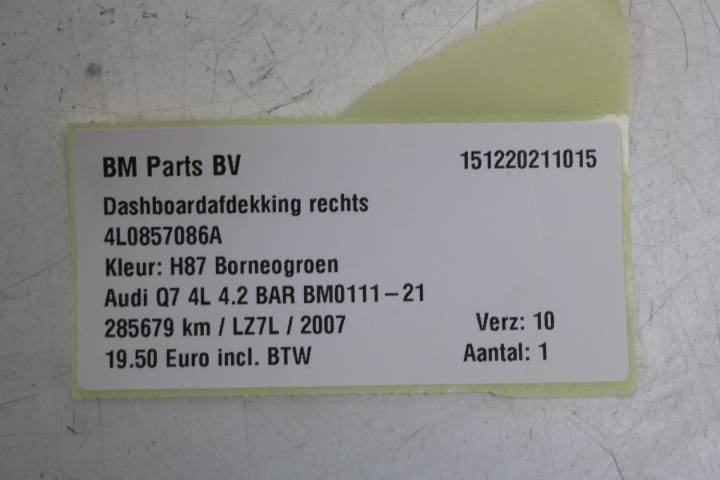 BM Parts BV 151220211015
Dashboardafdekking rechts
4L0857086A
Kleur: H87 Borneogroen
Audi Q7 4L 4.2 BAR BM0111-21
285679 km / LZ7L / 2007 Verz: 10
19.50 Euro incl. BTW Aantal: 1